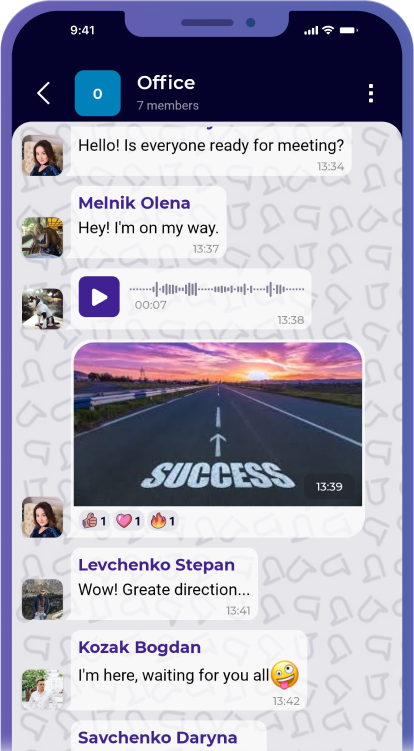 9:41
O
Office
7 members
Hello! Is everyone ready for meeting?
13:34
Melnik Olena
Hey! I'm on my way.
13:37
00:07
13:38
SUCCESS
13:39
1 1 1
Levchenko Stepan
Wow! Greate direction...
13:41
Kozak Bogdan
I'm here, waiting for you all
13:42
Savchenko Daryna